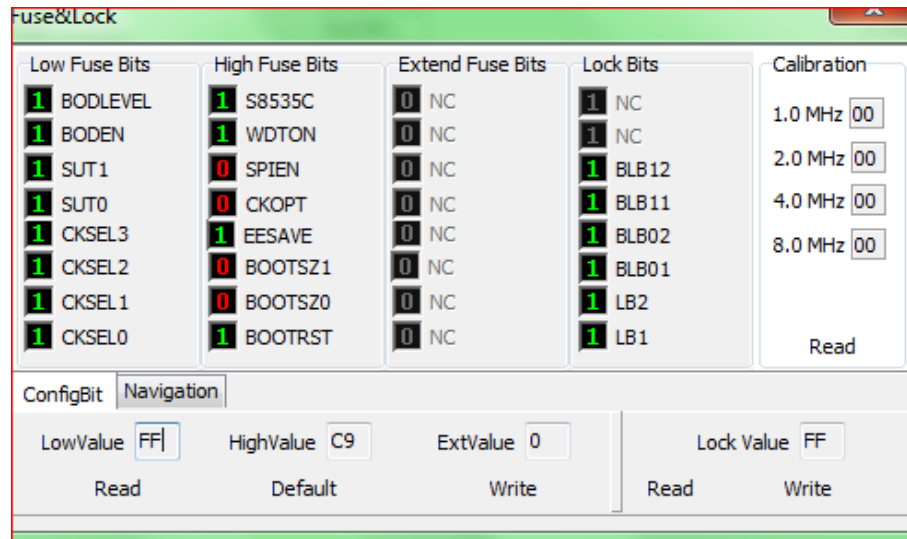 Fuse&Lock
Low Fuse Bits High Fuse Bits Extend Fuse Bits Lock Bits Calibration
1 BODLEVEL 1 S8535C 0 NC 1 NC 1.0 MHz 00
1 BODEN 1 WDTON 0 NC 1 NC
1 SUT1 0 SPIEN 0 NC 1 BLB12 2.0 MHz 00
1 SUT0 0 CKOPT 0 NC 1 BLB11 4.0 MHz 00
1 CKSEL3 1 EESAVE 0 NC 1 BLB02 8.0 MHz 00
1 CKSEL2 0 BOOTSZ1 0 NC 1 BLB01
1 CKSEL1 0 BOOTSZ0 0 NC 1 LB2
1 CKSEL0 1 BOOTRST 0 NC 1 LB1 Read
ConfigBit Navigation
LowValue FF HighValue C9 ExtValue 0 Lock Value FF
Read Default Write Read Write